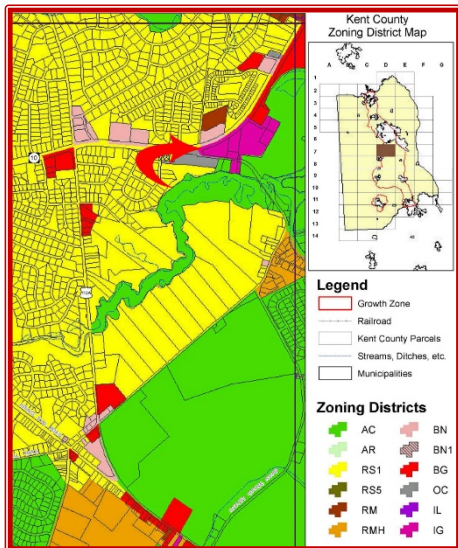 Kent County
Zoning District Map
A B C D E F G
1
2
3
4
5
6
7
8
9
10
11
12
13
14
10
Legend
Growth Zone
Railroad
Kent County Parcels
Streams, Ditches, etc.
Municipalities
Zoning Districts
AC
BN
AR
BN1
RS1
BG
RS5
OC
RM
IL
RMH
IG